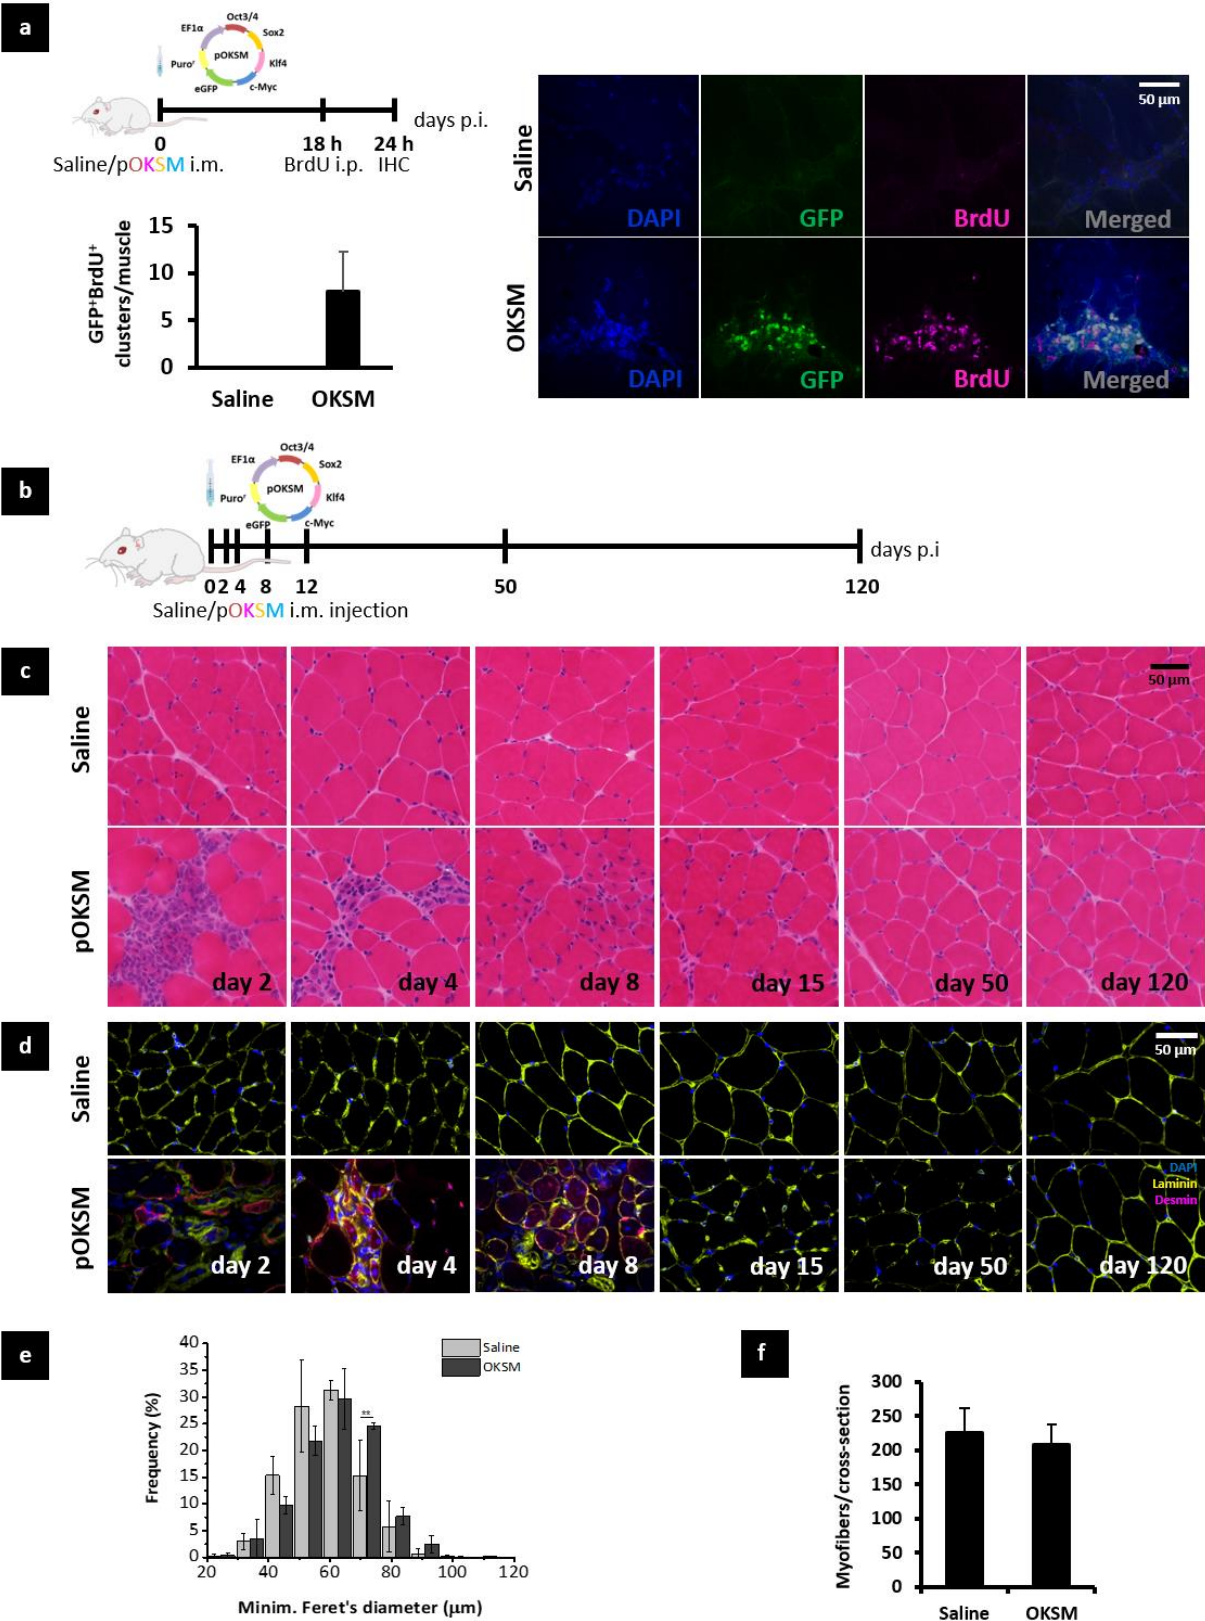 a
Oct3/4
EF1α
Sox2
pOKSM
Puroʳ
Klf4
eGFP
c-Myc
days p.i.
0
18 h
24 h
Saline/pOKSM i.m.
BrdU i.p.
IHC
GFP⁺BrdU⁺
clusters/muscle
15
10
5
0
Saline
OKSM
Saline
50 µm
DAPI
GFP
BrdU
Merged
OKSM
DAPI
GFP
BrdU
Merged
b
Oct3/4
EF1α
Sox2
pOKSM
Puroʳ
Klf4
eGFP
c-Myc
days p.i
0 2 4 8 12 50 120
Saline/pOKSM i.m. injection
c
Saline
50 µm
pOKSM
day 2
day 4
day 8
day 15
day 50
day 120
d
Saline
50 µm
pOKSM
DAPI
Laminin
Desmin
day 2
day 4
day 8
day 15
day 50
day 120
e
Frequency (%)
40
35
30
25
20
15
10
5
0
Saline
OKSM
**
20 40 60 80 100 120
Minim. Feret's diameter (µm)
f
Myofibers/cross-section
300
250
200
150
100
50
0
Saline
OKSM